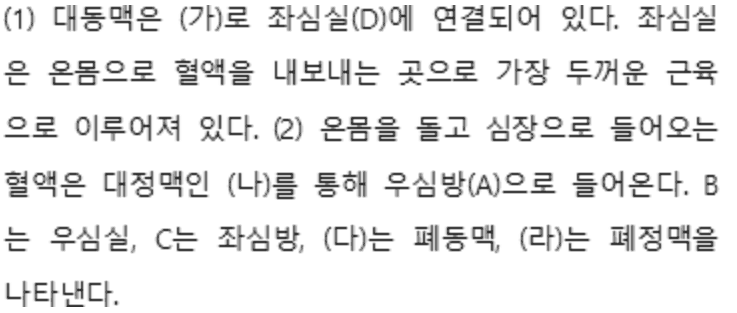 (1) 대동맥은 (가)로 좌심실(D)에 연결되어 있다. 좌심실
은 온몸으로 혈액을 내보내는 곳으로 가장 두꺼운 근육
으로 이루어져 있다. (2) 온몸을 돌고 심장으로 들어오는
혈액은 대정맥인 (나)를 통해 우심방(A)으로 들어온다. B
는 우심실, C는 좌심방, (다)는 폐동맥, (라)는 폐정맥을
나타낸다.